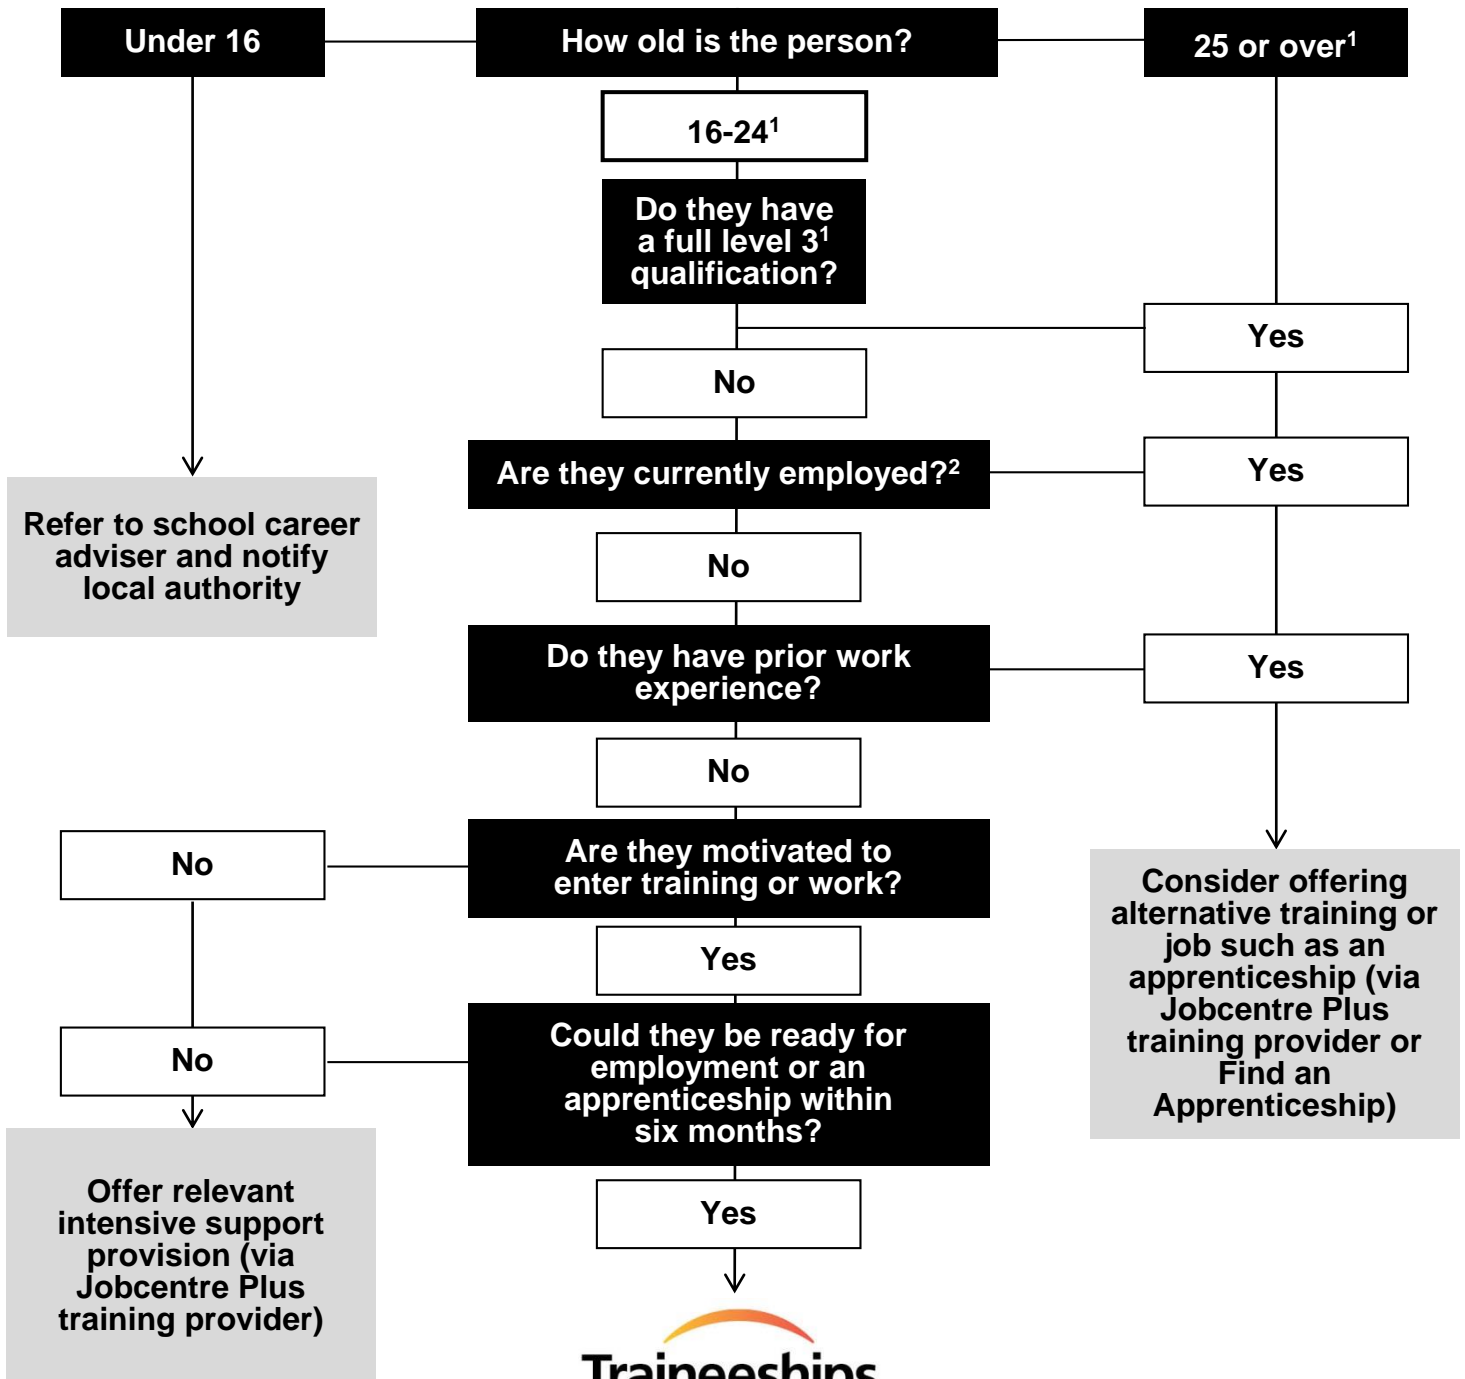 Under 16
How old is the person?
25 or over¹
16-24¹
Do they have
a full level 3¹
qualification?
Yes
No
Are they currently employed?²
Yes
Refer to school career
adviser and notify
local authority
No
Do they have prior work
experience?
Yes
No
Are they motivated to
enter training or work?
No
Consider offering
alternative training or
job such as an
apprenticeship (via
Jobcentre Plus
training provider or
Find an
Apprenticeship)
Yes
Could they be ready for
employment or an
apprenticeship within
six months?
No
Offer relevant
intensive support
provision (via
Jobcentre Plus
training provider)
Yes
Traineeships